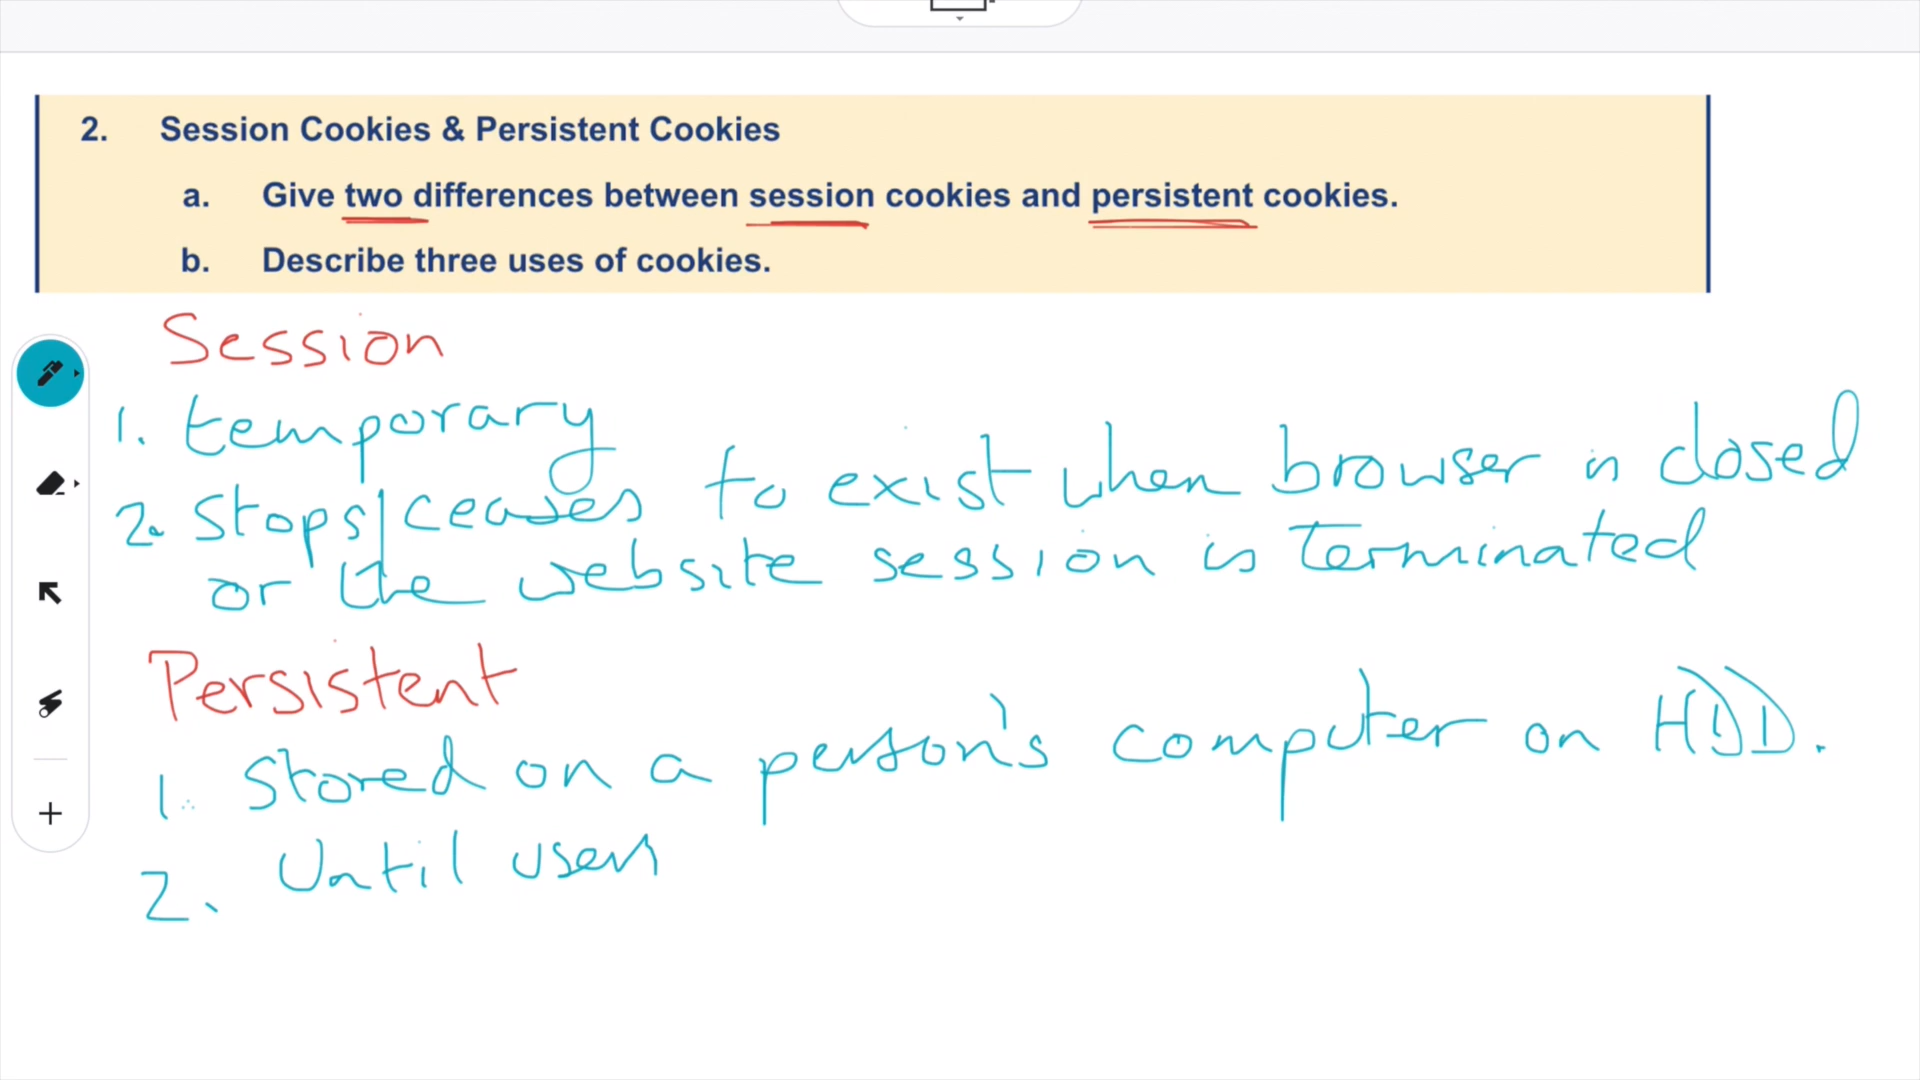 2. Session Cookies & Persistent Cookies
a. Give two differences between session cookies and persistent cookies.
b. Describe three uses of cookies.
Session
1. temporary
2. Stops/ceases to exist when browser is closed
or the website session is terminated
Persistent
1. Stored on a person's computer on HDD.
2. Until user